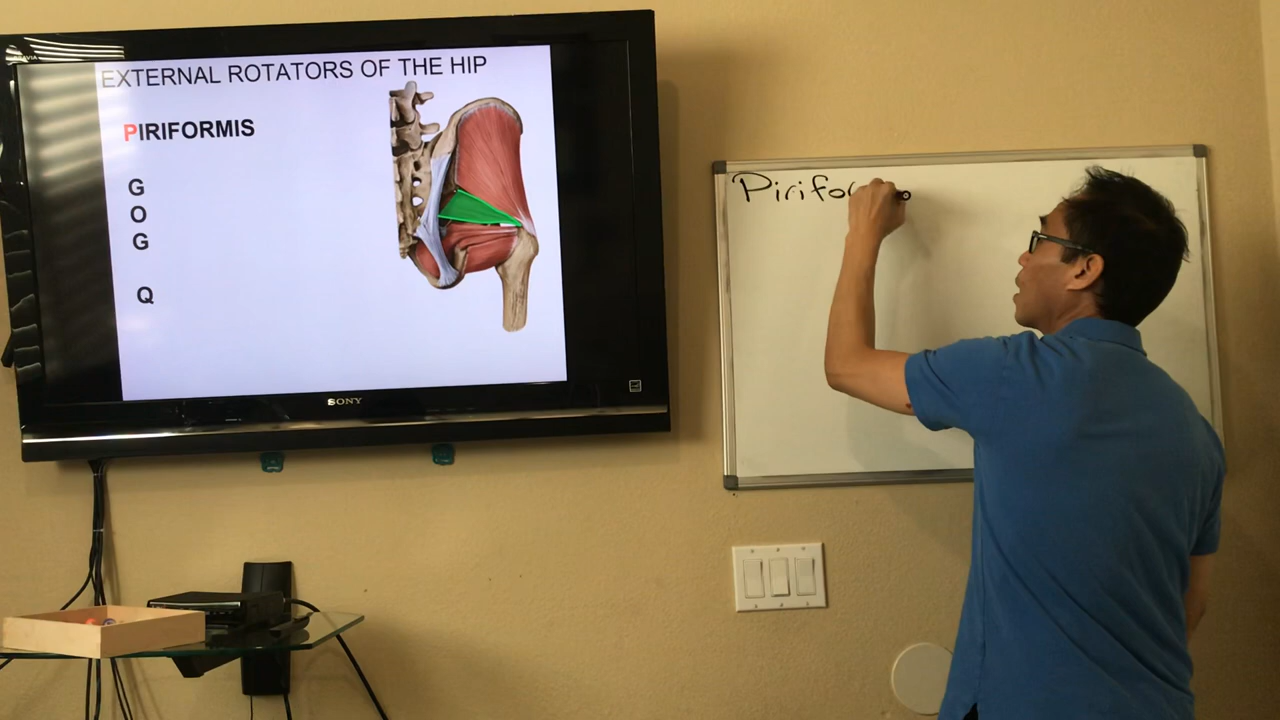 EXTERNAL ROTATORS OF THE HIP
PIRIFORMIS
G
O
G
Q
SONY
Pirifo